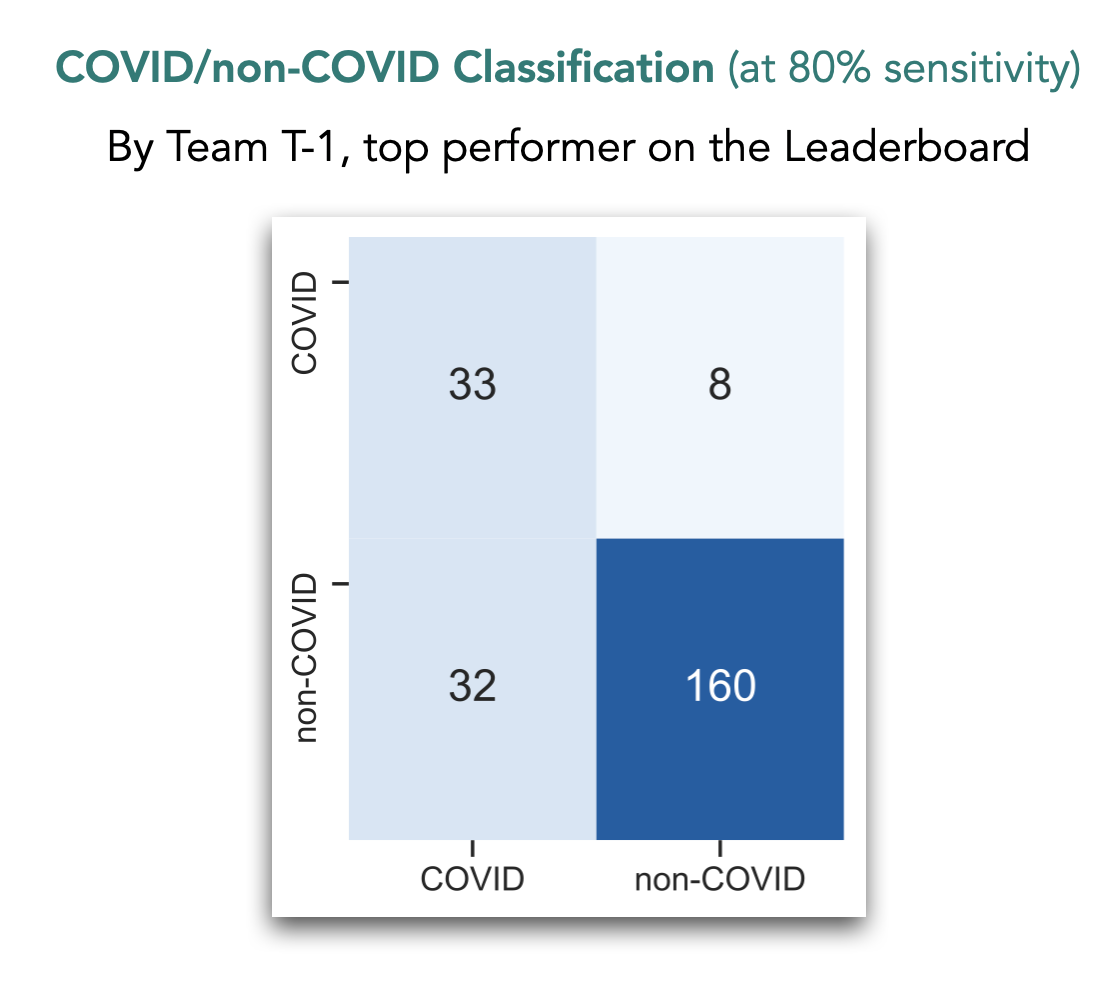 COVID/non-COVID Classification (at 80% sensitivity)
By Team T-1, top performer on the Leaderboard
COVID
33 8
non-COVID
32 160
COVID non-COVID